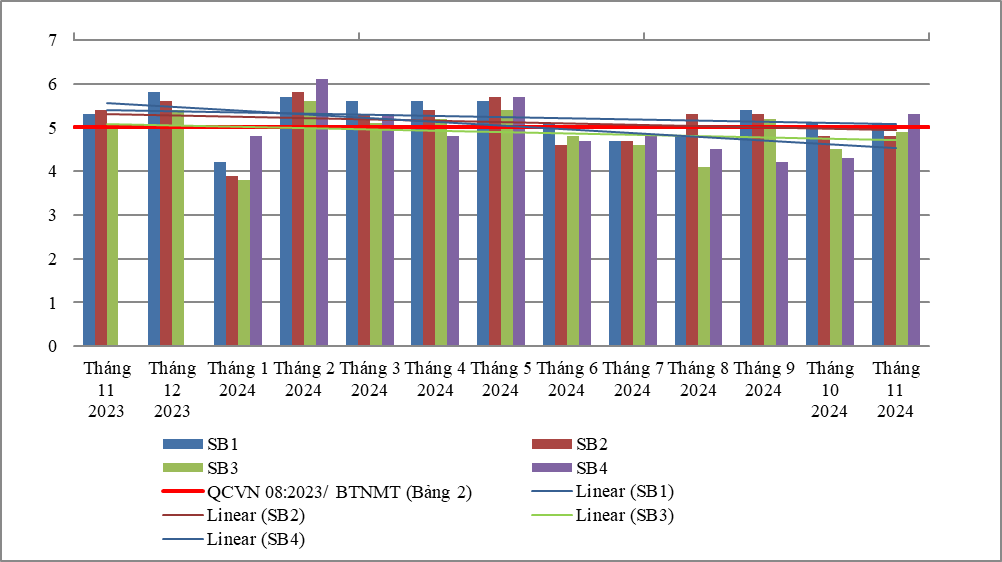 7
6
5
4
3
2
1
0
Tháng 11 2023
Tháng 12 2023
Tháng 1 2024
Tháng 2 2024
Tháng 3 2024
Tháng 4 2024
Tháng 5 2024
Tháng 6 2024
Tháng 7 2024
Tháng 8 2024
Tháng 9 2024
Tháng 10 2024
Tháng 11 2024
SB1
SB2
SB3
SB4
QCVN 08:2023/ BTNMT (Bảng 2)
Linear (SB1)
Linear (SB2)
Linear (SB3)
Linear (SB4)